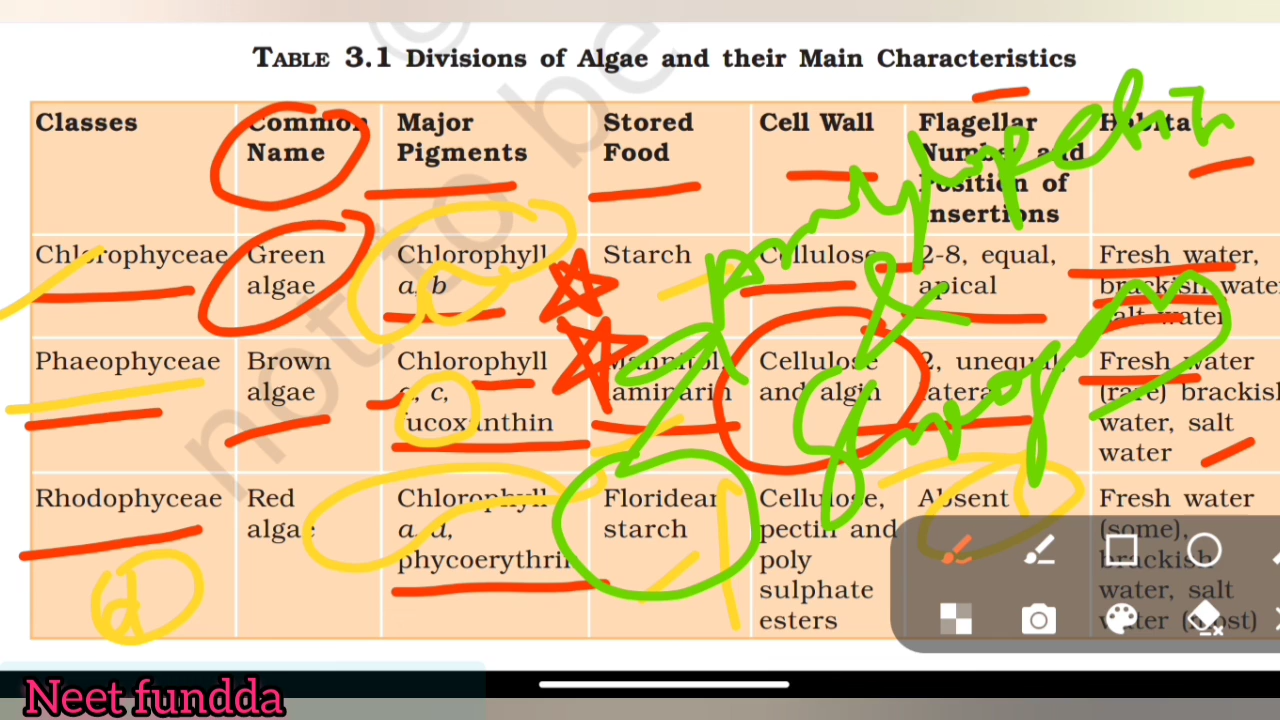 TABLE 3.1 Divisions of Algae and their Main Characteristics
Classes
Common
Name
Major
Pigments
Stored
Food
Cell Wall
Flagellar
Number and
Position of
Insertions
Habitat
Chlorophyceae
Green
algae
Chlorophyll
a, b
Starch
Cellulose
2-8, equal,
apical
Fresh water,
brackish water
salt water
Phaeophyceae
Brown
algae
Chlorophyll
a, c,
fucoxanthin
Mannitol,
laminarin
Cellulose
and algin
2, unequal
lateral
Fresh water
(rare) brackish
water, salt
water
Rhodophyceae
Red
algae
Chlorophyll
a, d,
phycoerythrin
Floridean
starch
Cellulose,
pectin and
poly
sulphate
esters
Absent
Fresh water
(some),
brackish
water, salt
water (most)
d
not to be
Neet fundda